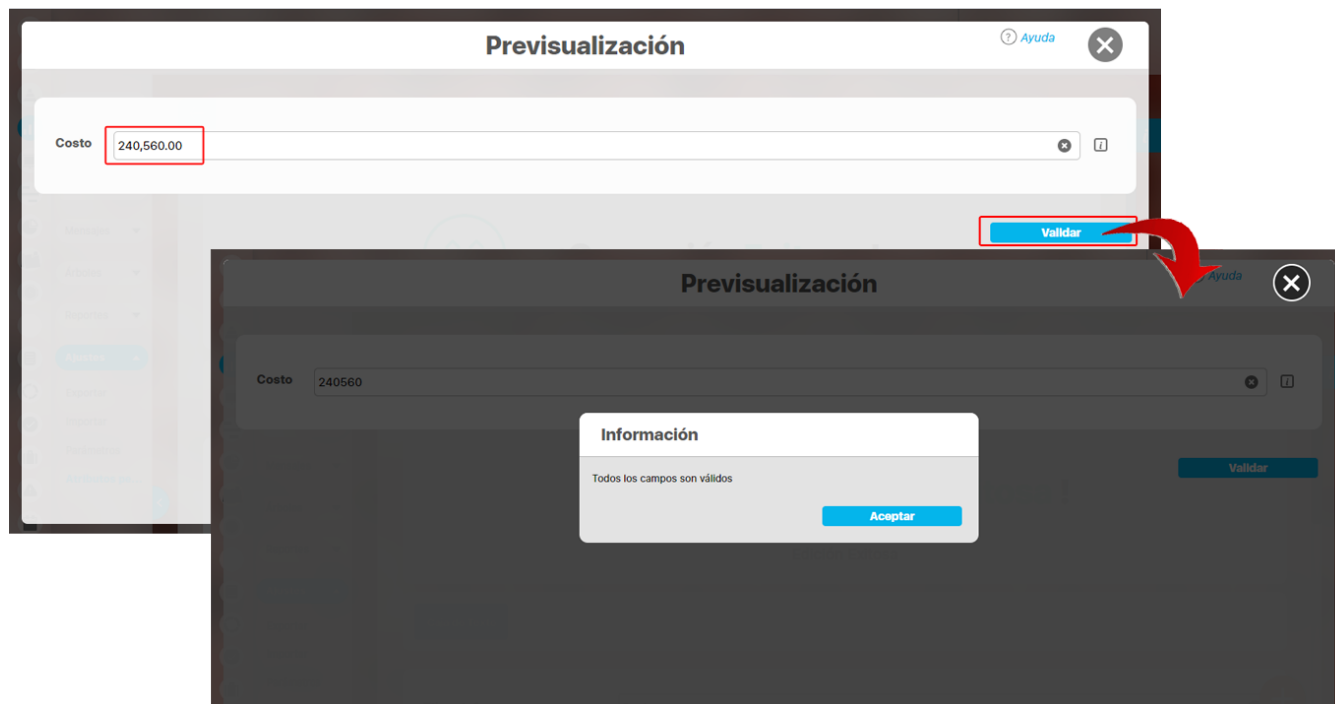 Previsualización
? Ayuda
Costo
240,560.00
Validar
Previsualización
Ayuda
Costo
240560
Información
Todos los campos son válidos
Validar
Aceptar